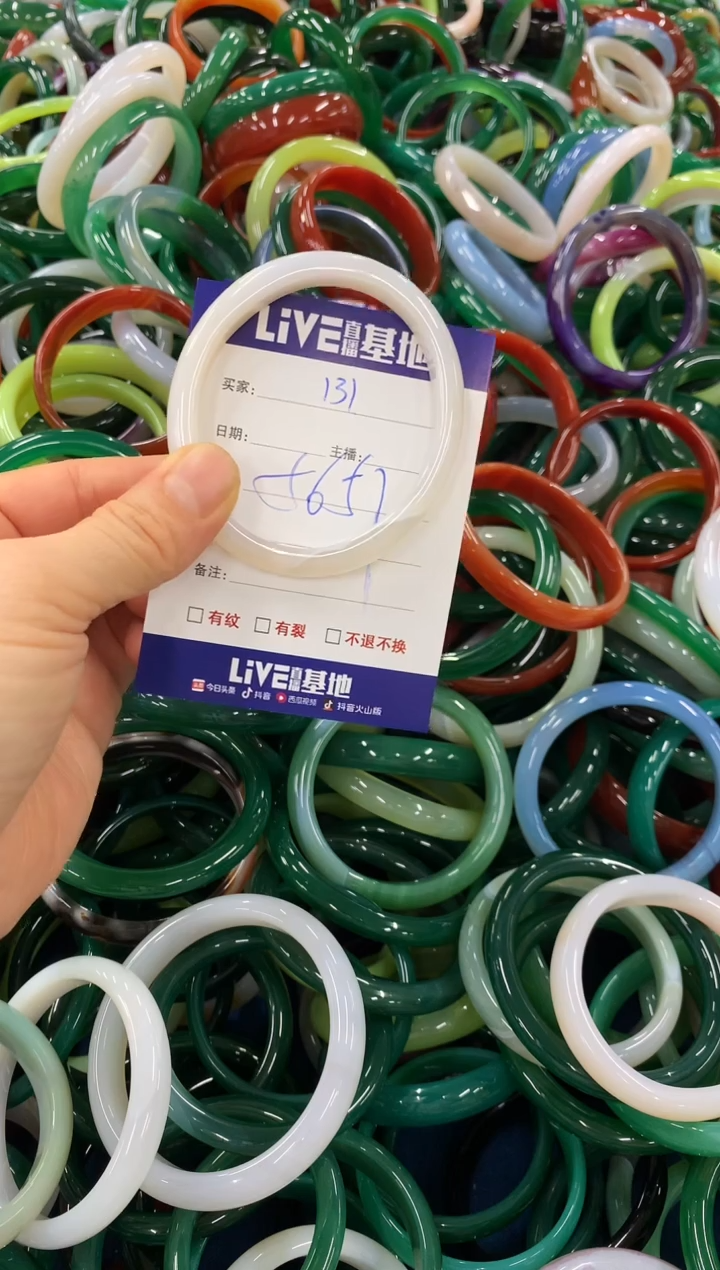 LIVE直播基地
买家: 131
日期: 主播:
5657
备注:
□有纹 □有裂 □不退不换
LIVE直播基地
今日头条 抖音 西瓜视频 抖音火山版